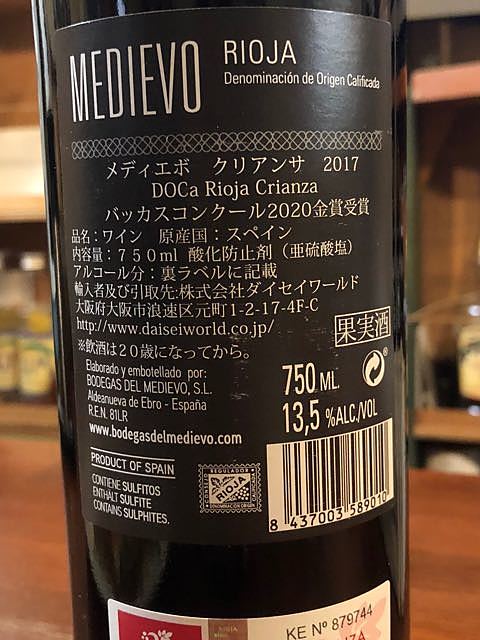 MEDIEVO
RIOJA
Denominación de Origen Calificada
メディエボ クリアンサ 2017
DOCa Rioja Crianza
バッカスコンクール2020金賞受賞
品名：ワイン 原産国：スペイン
内容量：７５０ml 酸化防止剤（亜硫酸塩）
アルコール分：裏ラベルに記載
輸入者及び引取先:株式会社ダイセイワールド
大阪府大阪市浪速区元町1-2-17-4F-C
http://www.daiseiworld.co.jp/
果実酒
※飲酒は２０歳になってから。
Elaborado y embotellado por:
BODEGAS DEL MEDIEVO, S.L.
Aldeanueva de Ebro - España
R.E.N. 81LR
www.bodegasdelmedievo.com
750 ML.
13,5 %ALC./VOL
PRODUCT OF SPAIN
CONTIENE SULFITOS
ENTHÄLT SULFITE
CONTAINS SULPHITES.
RIOJA
8 437003 589010
KE Nº 879744